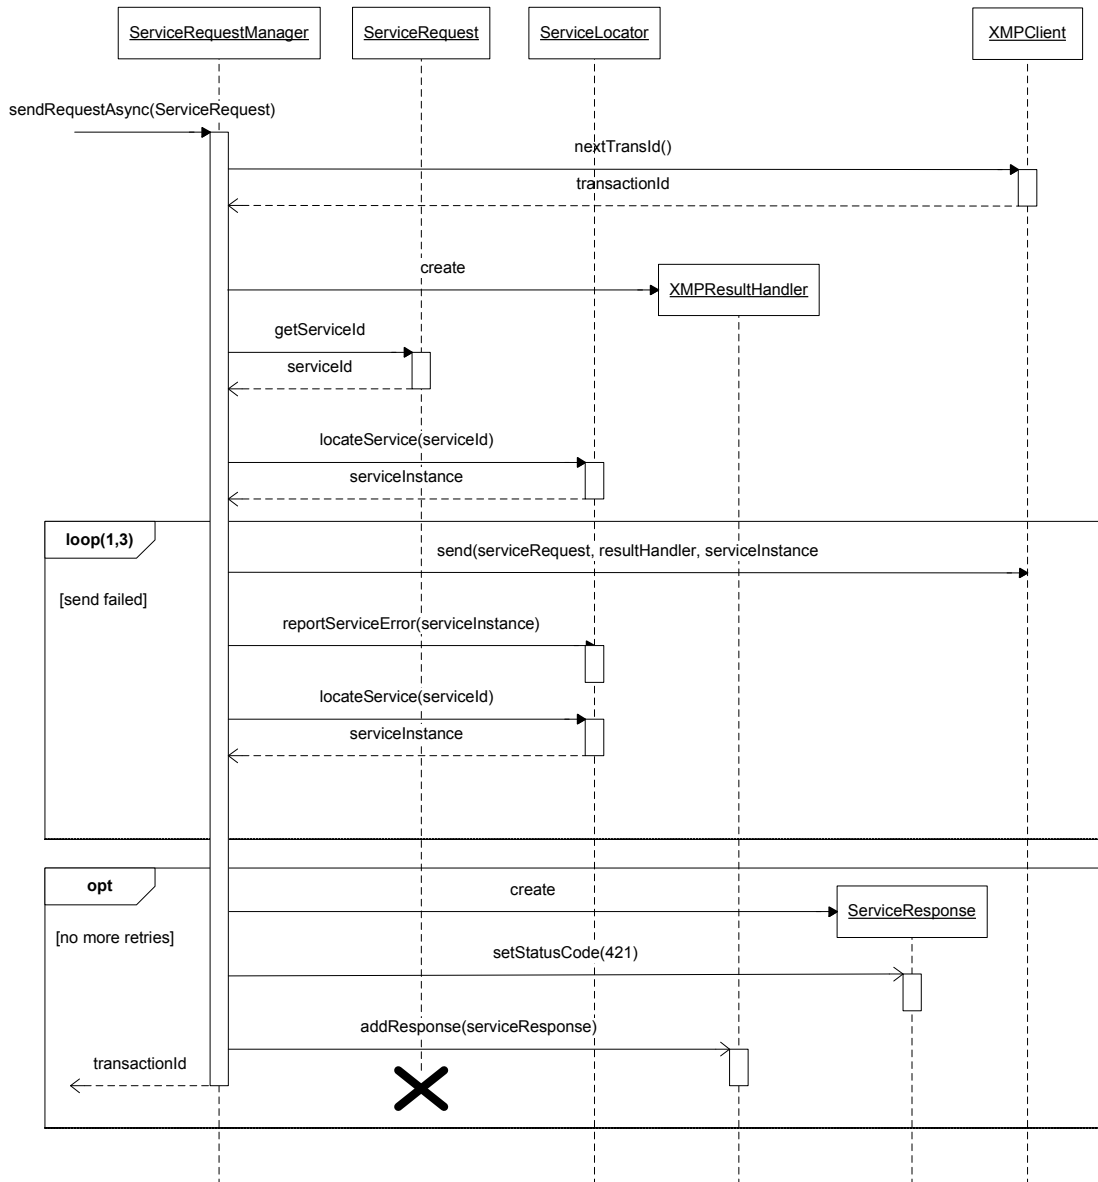 ServiceRequestManager
ServiceRequest
ServiceLocator
XMPClient
sendRequestAsync(ServiceRequest)
nextTransId()
transactionId
create
XMPResultHandler
getServiceId
serviceId
locateService(serviceId)
serviceInstance
loop(1,3)
send(serviceRequest, resultHandler, serviceInstance
[send failed]
reportServiceError(serviceInstance)
locateService(serviceId)
serviceInstance
opt
create
ServiceResponse
[no more retries]
setStatusCode(421)
addResponse(serviceResponse)
transactionId